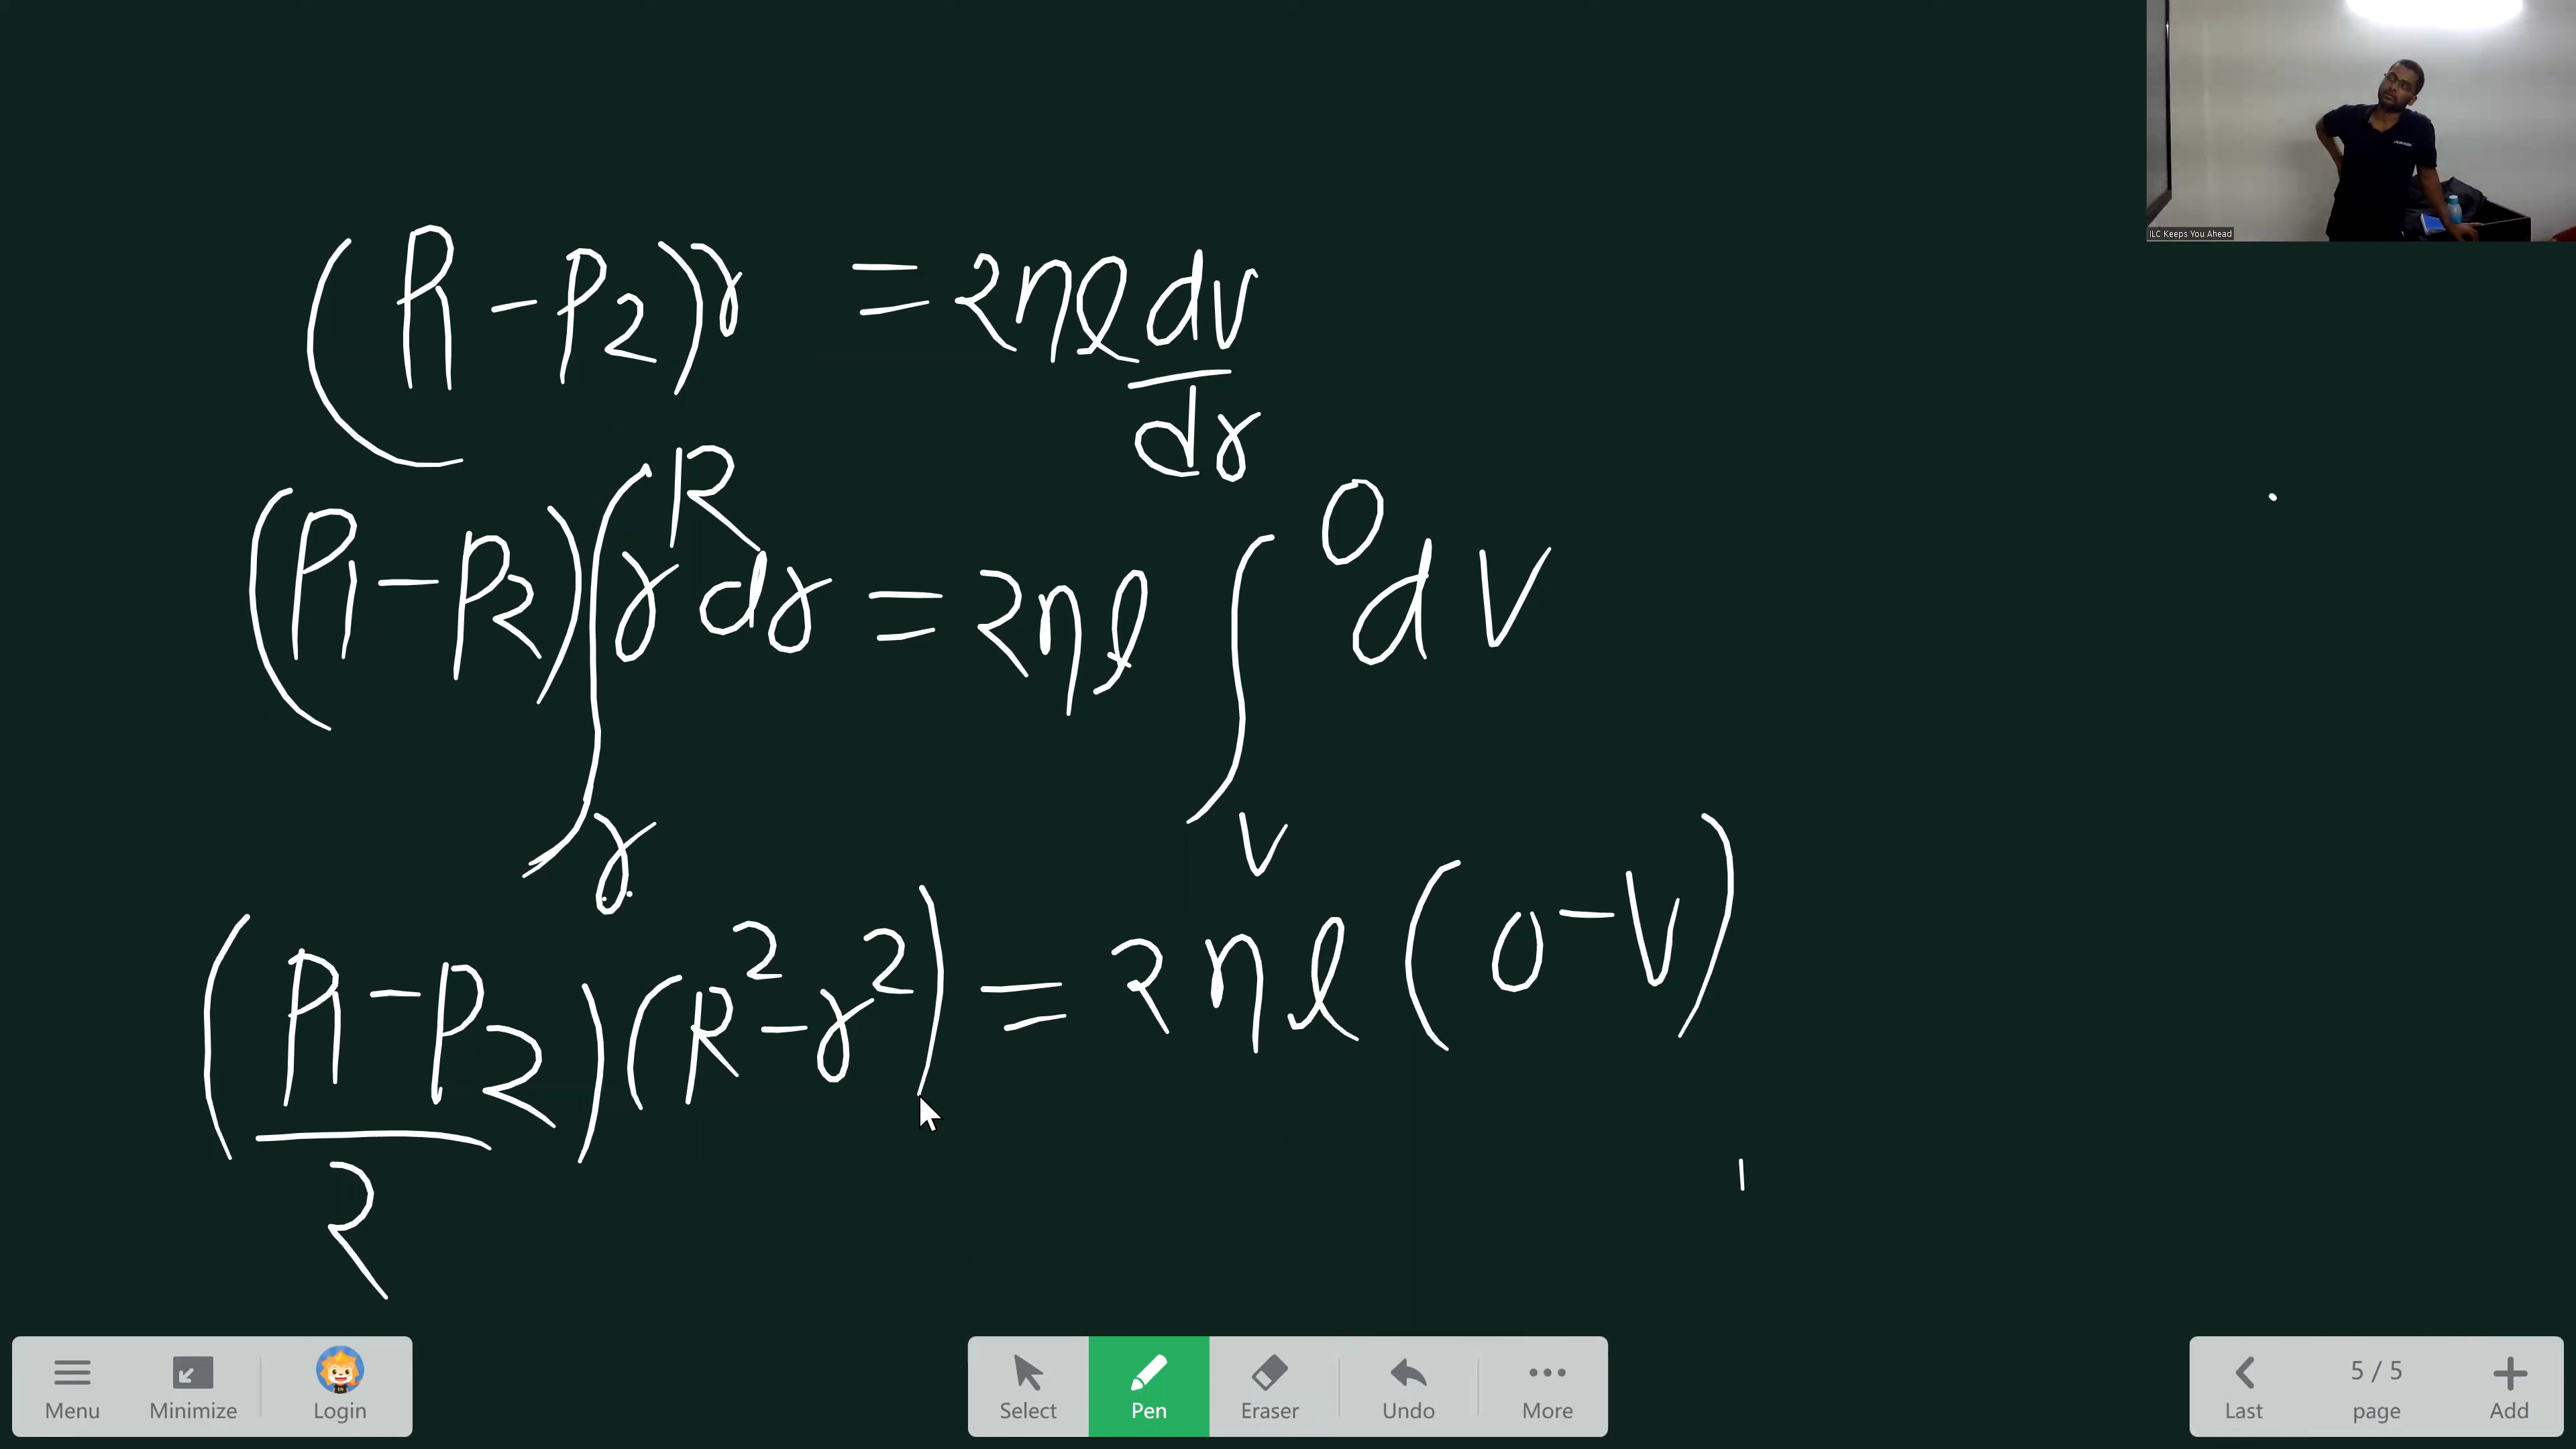 ILC Keeps You Ahead
(P₁ - P₂)r = 2ηl dv/dr
(P₁ - P₂) ∫_r^R r dr = 2ηl ∫_v^0 dv
(P₁ - P₂ / 2)(R² - r²) = 2ηl (0 - v)
Menu Minimize Login Select Pen Eraser Undo More Last 5 / 5 page Add